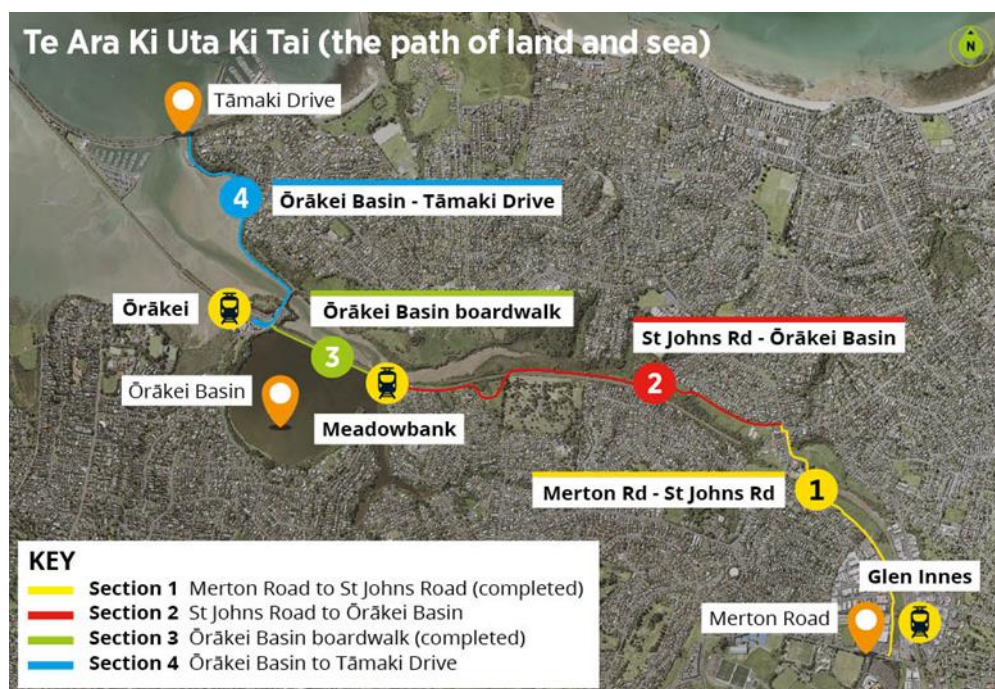 Te Ara Ki Uta Ki Tai (the path of land and sea)
N
Tāmaki Drive
4
Ōrākei Basin - Tāmaki Drive
Ōrākei
Ōrākei Basin boardwalk
3
St Johns Rd - Ōrākei Basin
2
Ōrākei Basin
Meadowbank
Merton Rd - St Johns Rd
1
Glen Innes
Merton Road
KEY
Section 1 Merton Road to St Johns Road (completed)
Section 2 St Johns Road to Ōrākei Basin
Section 3 Ōrākei Basin boardwalk (completed)
Section 4 Ōrākei Basin to Tāmaki Drive